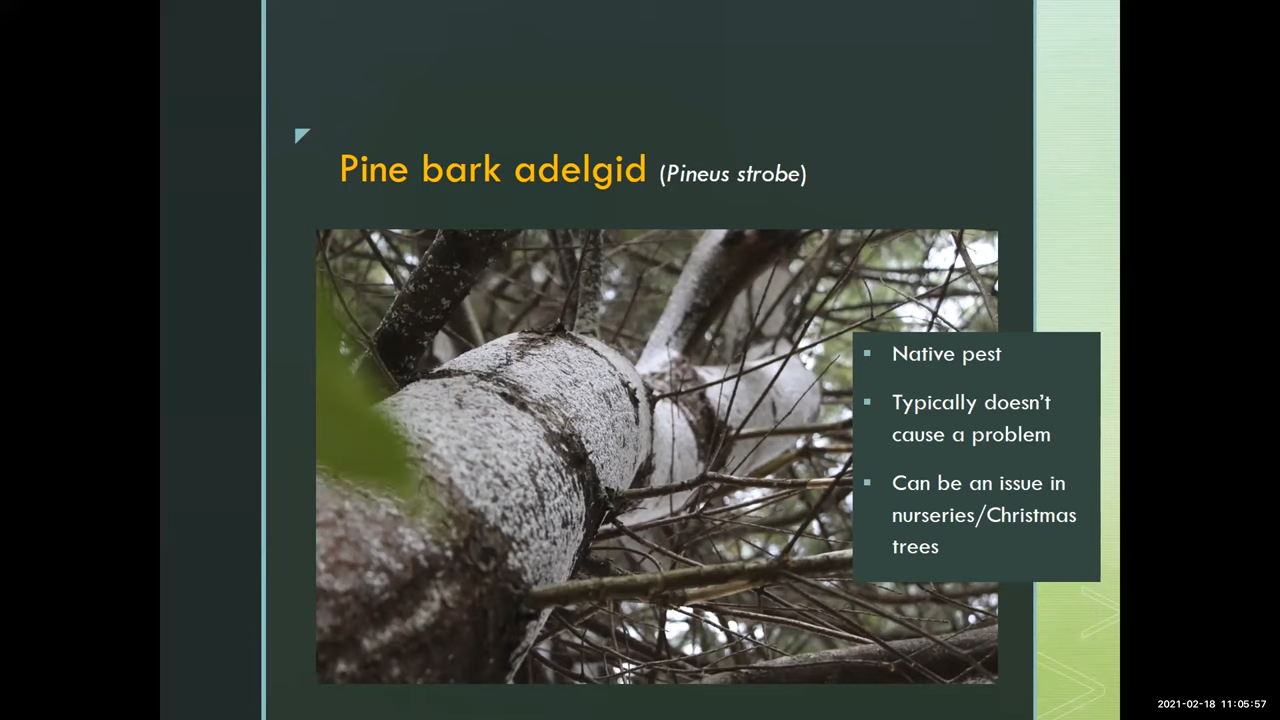 Pine bark adelgid (Pineus strobe)
Native pest
Typically doesn't
cause a problem
Can be an issue in
nurseries/Christmas
trees
2021-02-18 11:05:57